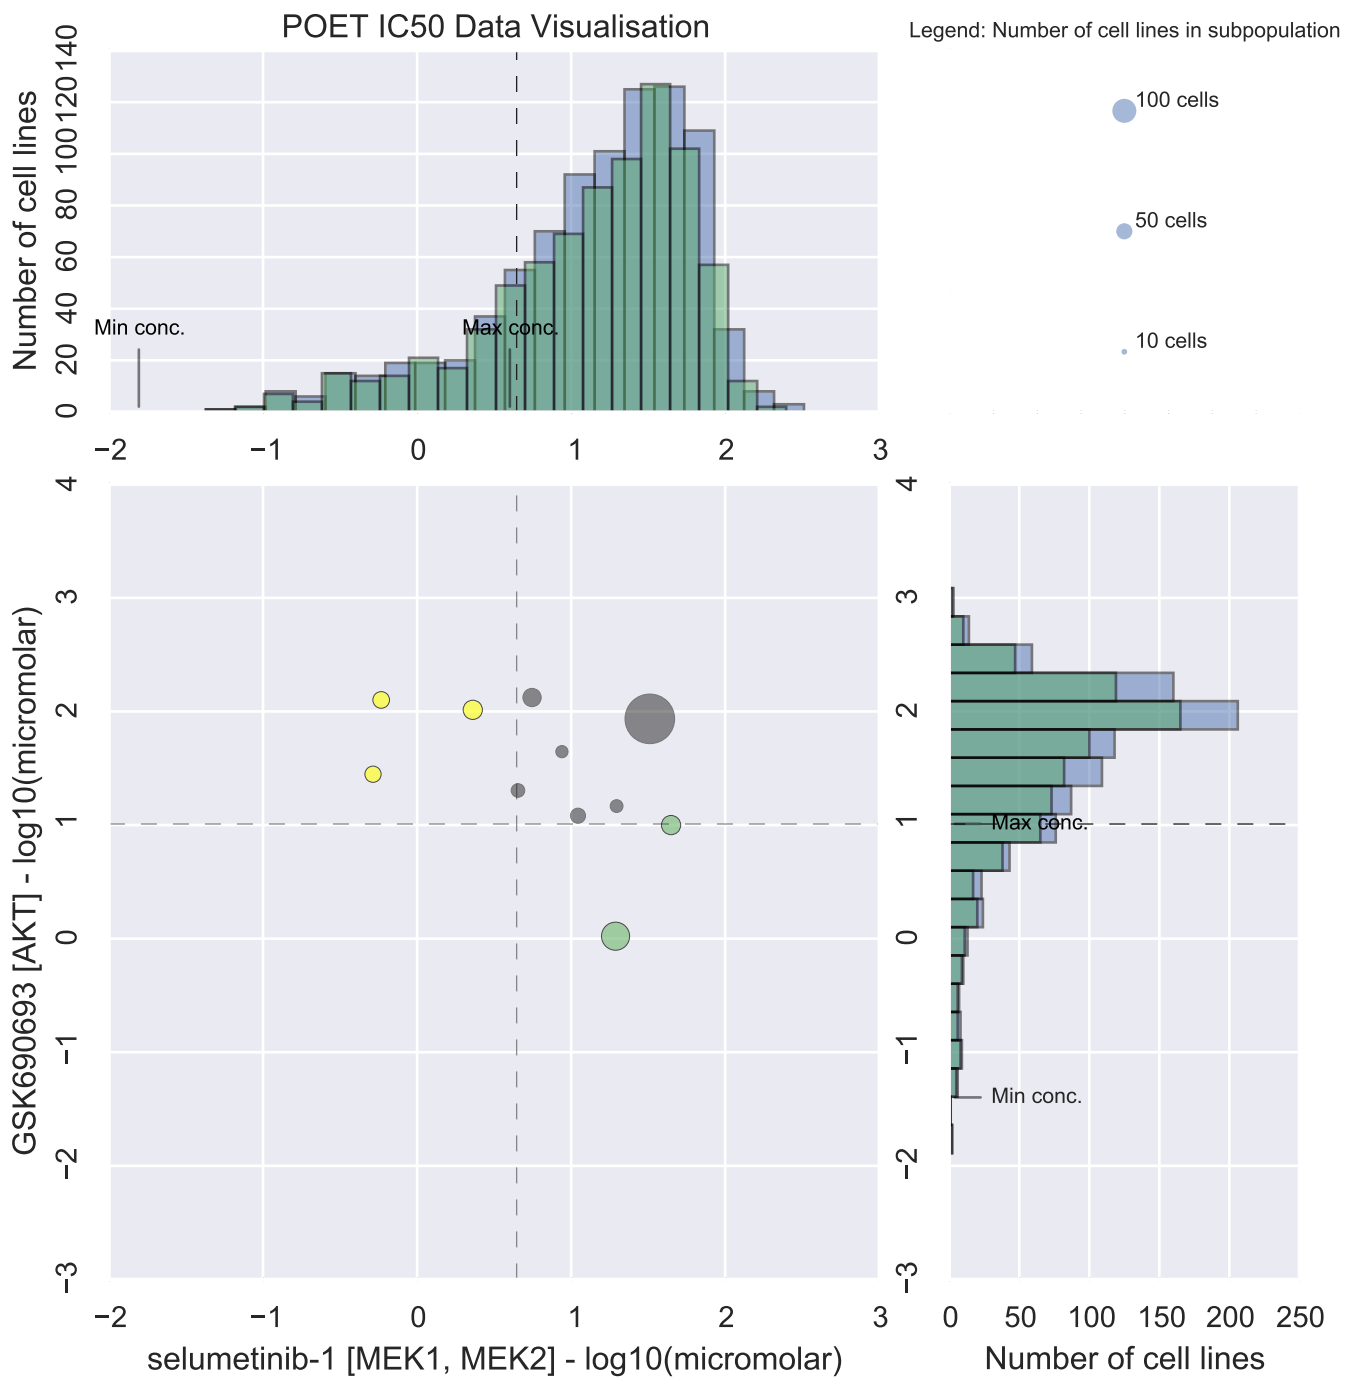 POET IC50 Data Visualisation
Legend: Number of cell lines in subpopulation
100 cells
50 cells
10 cells
Number of cell lines
140
120
100
80
60
40
20
0
Min conc.
Max conc.
−2 −1 0 1 2 3
GSK690693 [AKT] - log10(micromolar)
4
3
2
1
0
−1
−2
−3
−2 −1 0 1 2 3
selumetinib-1 [MEK1, MEK2] - log10(micromolar)
4
3
2
1
0
−1
−2
−3
Max conc.
Min conc.
0 50 100 150 200 250
Number of cell lines